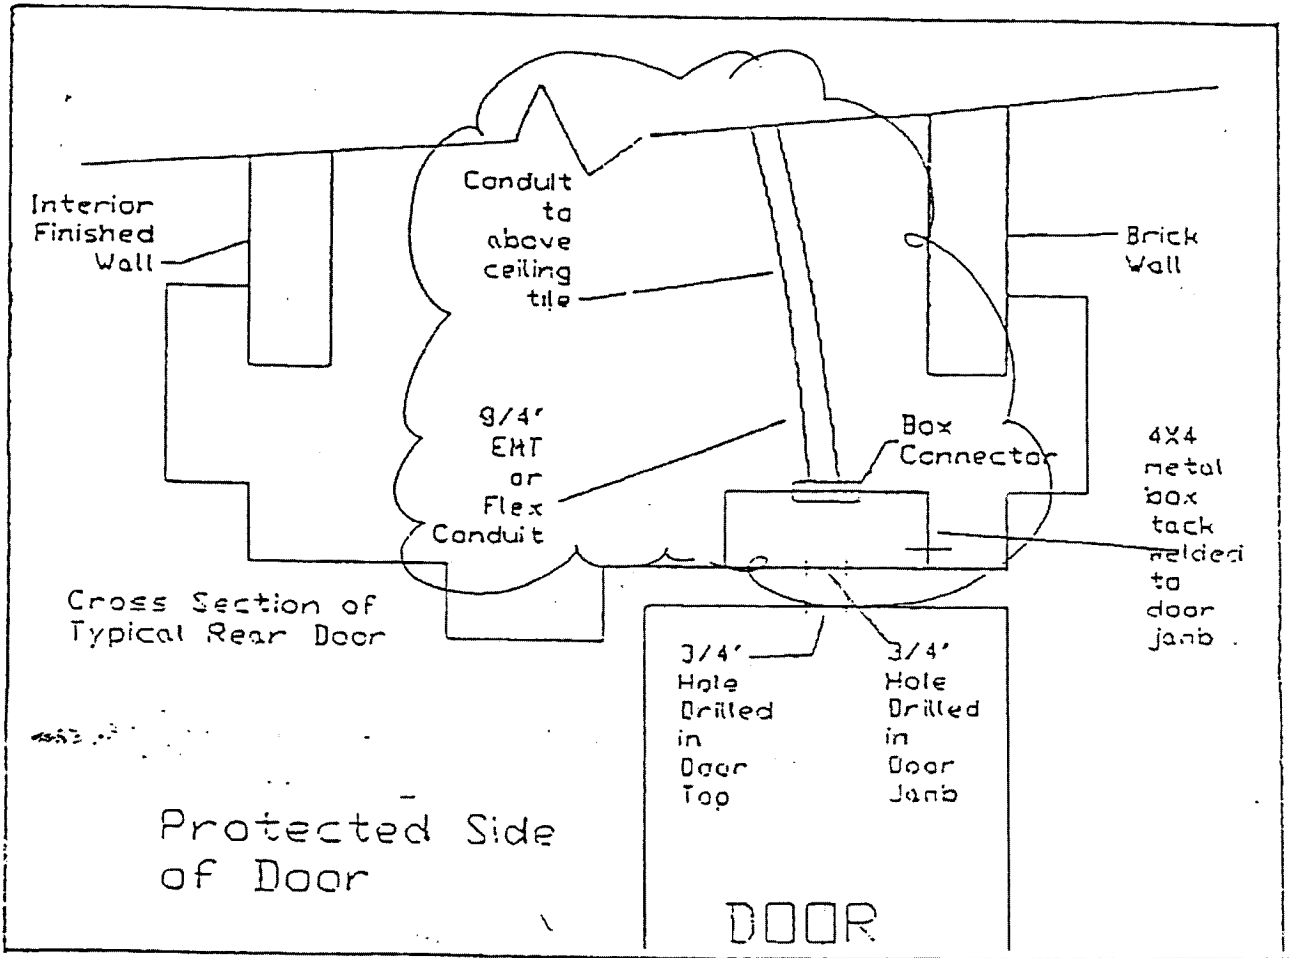 Interior
Finished
Wall
Conduit
to
above
ceiling
tile
Brick
Wall
9/4'
EMT
or
Flex
Conduit
Box
Connector
4X4
metal
box
tack
welded
to
door
jamb
Cross Section of
Typical Rear Door
3/4'
Hole
Drilled
in
Door
Top
3/4'
Hole
Drilled
in
Door
Jamb
Protected Side
of Door
DOOR